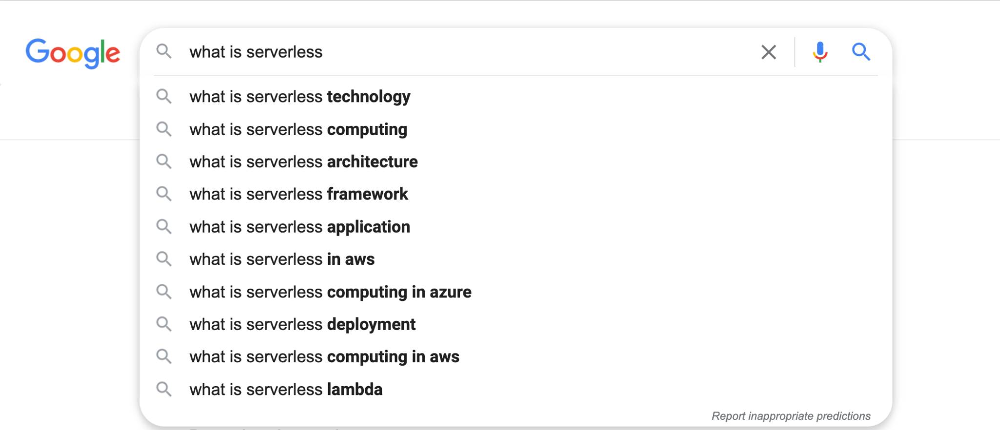 Google
what is serverless
what is serverless technology
what is serverless computing
what is serverless architecture
what is serverless framework
what is serverless application
what is serverless in aws
what is serverless computing in azure
what is serverless deployment
what is serverless computing in aws
what is serverless lambda
Report inappropriate predictions